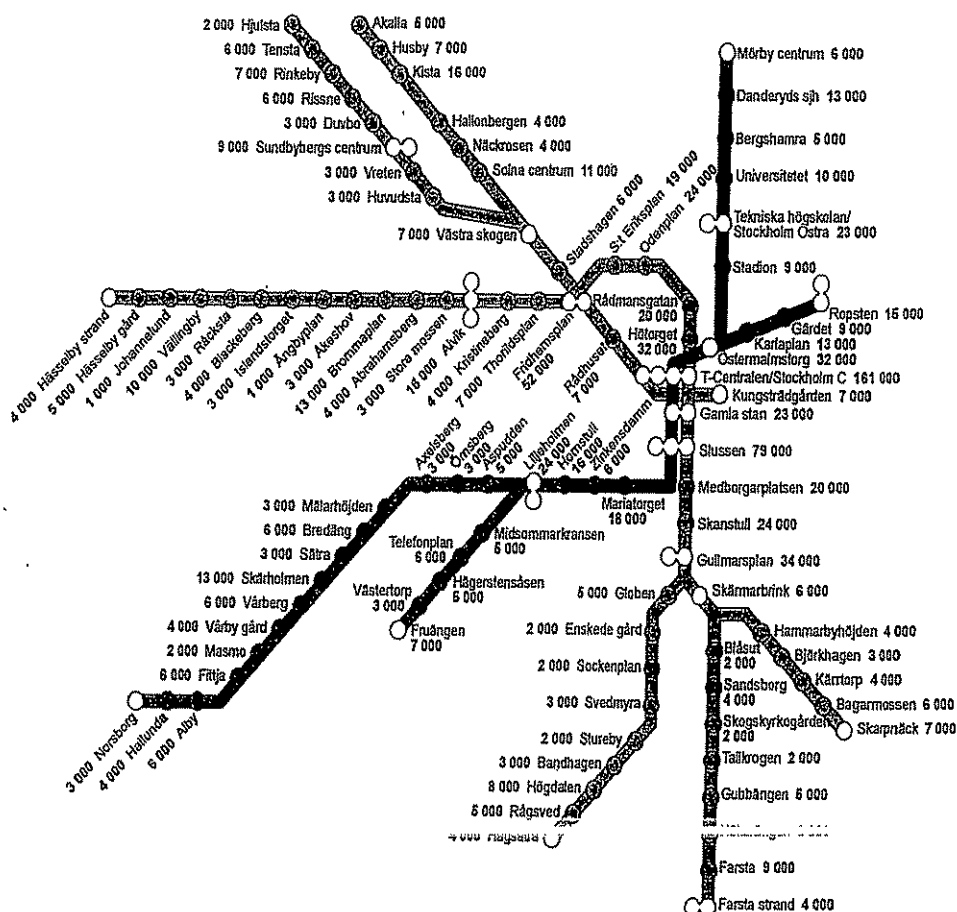 2 000 Hjulsta
6 000 Tensta
7 000 Rinkeby
6 000 Rissne
3 000 Duvbo
9 000 Sundbybergs centrum
3 000 Vreten
3 000 Huvudsta
7 000 Västra skogen
Akalla 5 000
Husby 7 000
Kista 16 000
Hallonbergen 4 000
Näckrosen 4 000
Solna centrum 11 000
Stadshagen 6 000
S:t Eriksplan 19 000
Odenplan 24 000
Mörby centrum 6 000
Danderyds sjh 13 000
Bergshamra 5 000
Universitetet 10 000
Tekniska högskolan/
Stockholm Östra 23 000
Stadion 9 000
Ropsten 15 000
Gärdet 9 000
Karlaplan 13 000
Östermalmstorg 32 000
Rådmansgatan
20 000
Hötorget
32 000
T-Centralen/Stockholm C 161 000
Kungsträdgården 7 000
Gamla stan 23 000
Slussen 79 000
Medborgarplatsen 20 000
Skanstull 24 000
Gullmarsplan 34 000
Skärmarbrink 6 000
4 000 Hässelby strand
5 000 Hässelby gård
1 000 Johannelund
10 000 Vällingby
3 000 Råcksta
4 000 Blackeberg
3 000 Islandstorget
1 000 Ängbyplan
3 000 Åkeshov
13 000 Brommaplan
4 000 Abrahamsberg
3 000 Stora mossen
16 000 Alvik
4 000 Kristineberg
7 000 Thorildsplan
Fridhemsplan
52 000
Rådhuset
7 000
Axelsberg
3 000
Örnsberg
3 000
Aspudden
5 000
Liljeholmen
24 000
Hornstull
16 000
Zinkensdamm
6 000
Mariatorget
18 000
3 000 Mälarhöjden
6 000 Bredäng
3 000 Sätra
13 000 Skärholmen
6 000 Vårberg
4 000 Vårby gård
2 000 Masmo
6 000 Fittja
3 000 Norsborg
4 000 Hallunda
6 000 Alby
Midsommarkransen
5 000
Telefonplan
6 000
Hägerstensåsen
5 000
Västertorp
3 000
Fruängen
7 000
5 000 Globen
2 000 Enskede gård
2 000 Sockenplan
3 000 Svedmyra
2 000 Stureby
3 000 Bandhagen
8 000 Högdalen
5 000 Rågsved
Hammarbyhöjden 4 000
Björkhagen 3 000
Kärrtorp 4 000
Bagarmossen 6 000
Skarpnäck 7 000
Blåsut
2 000
Sandsborg
4 000
Skogskyrkogården
2 000
Tallkrogen 2 000
Gubbängen 5 000
Farsta 9 000
Farsta strand 4 000